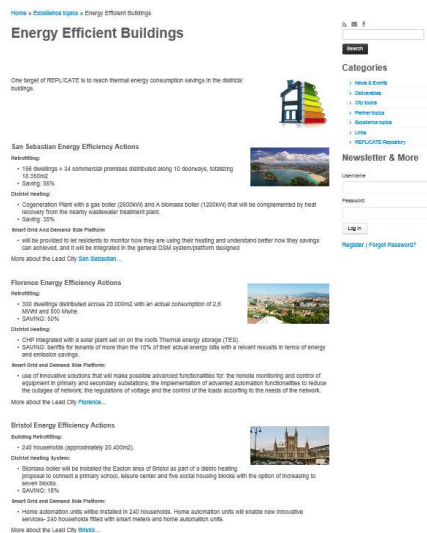 Home » Excellence topics » Energy Efficient Buildings
Energy Efficient Buildings
One target of REPLICATE is to reach thermal energy consumption savings in the districts'
buildings.
San Sebastian Energy Efficiency Actions
Retrofitting:
• 156 dwellings + 34 commercial premises distributed along 10 doorways, totalizing
18.350m2
• Saving: 56%
District Heating:
• Cogeneration Plant with a gas boiler (2600kW) and A biomass boiler (1200kW) that will be complemented by heat
recovery from the nearby wastewater treatment plant.
• Saving: 35%
Smart Grid And Demand Side Platform
• will be provided to let residents to monitor how they are using their heating and understand better how they savings
can achieved, and it will be integrated in the general DSM system/platform designed
More about the Lead City San Sebastian…
Florence Energy Efficiency Actions
Retrofitting:
• 300 dwellings distributed across 20.000m2 with an actual consumption of 2,6
MWht and 500 Mwhe.
• SAVING: 50%
District Heating:
• CHP integrated with a solar plant set on on the roofs Thermal energy storage (TES).
• SAVING: benfits for tenants of more than the 10% of their actual energy bills with a relvant results in terms of energy
and emission savings.
Smart Grid and Demand Side Platform:
• use of innovative solutions that will make possible advanced functionalities for: the remote monitoring and control of
equipment in primary and secondary substations; the implementation of advanted automation functionalities to reduce
the outages of network; the regulations of voltage and the control of the loads accorfing to the needs of the network.
More about the Lead City Florence…
Bristol Energy Efficiency Actions
Building Retrofitting:
• 240 households (approximately 20.400m2).
District Heating System:
• Biomass boiler will be installed the Easton area of Bristol as part of a distric heating
proposal to connect a primary school, leisure center and five social housing blocks with the option of increasing to
seven blocks.
• SAVING: 16%
Smart Grid and Demand Side Platform:
• Home automation units willbe installed in 240 households. Home automation units will enable new innovative
services- 240 households fitted with smart meters and home automation units.
More about the Lead City Bristol…
Search
Categories
› News & Events
› Deliverables
› City topics
› Partner topics
› Excellence topics
› Links
› REPLICATE Repository
Newsletter & More
Username
Password
Log in
Register | Forgot Password?